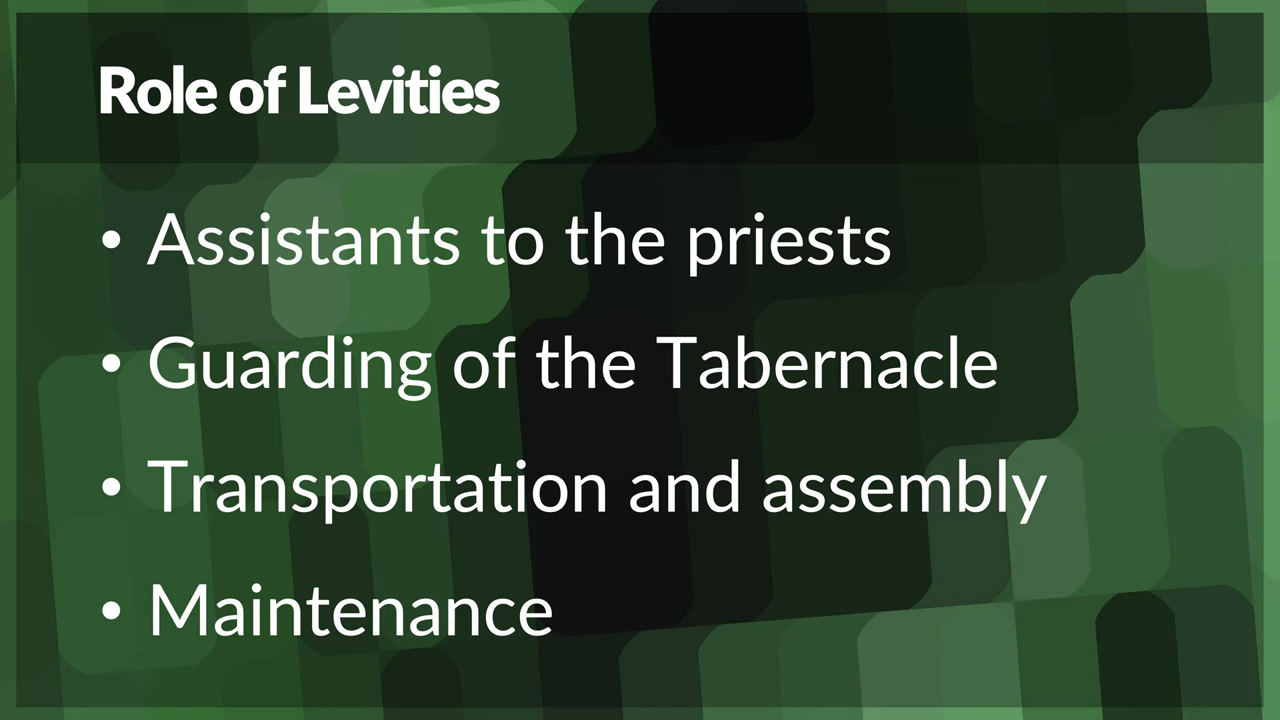 Role of Levities
• Assistants to the priests
• Guarding of the Tabernacle
• Transportation and assembly
• Maintenance